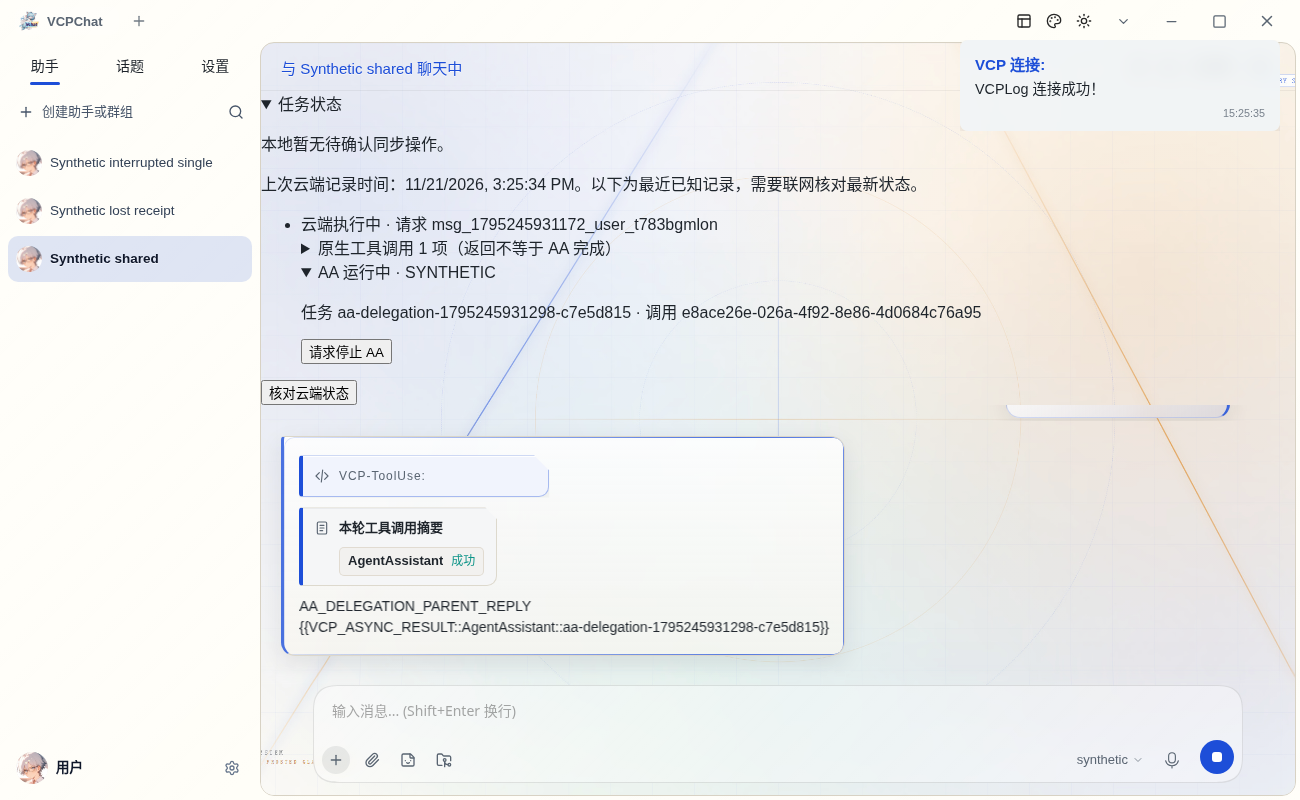 VCPChat
助手 话题 设置
创建助手或群组
Synthetic interrupted single
Synthetic lost receipt
Synthetic shared
用户
与 Synthetic shared 聊天中
VCP 连接:
VCPLog 连接成功！
15:25:35
任务状态
本地暂无待确认同步操作。
上次云端记录时间：11/21/2026, 3:25:34 PM。以下为最近已知记录，需要联网核对最新状态。
云端执行中 · 请求 msg_1795245931172_user_t783bgmlon
原生工具调用 1 项（返回不等于 AA 完成）
AA 运行中 · SYNTHETIC
任务 aa-delegation-1795245931298-c7e5d815 · 调用 e8ace26e-026a-4f92-8e86-4d0684c76a95
请求停止 AA
核对云端状态
VCP-ToolUse:
本轮工具调用摘要
AgentAssistant 成功
AA_DELEGATION_PARENT_REPLY
{{VCP_ASYNC_RESULT::AgentAssistant::aa-delegation-1795245931298-c7e5d815}}
输入消息... (Shift+Enter 换行)
synthetic